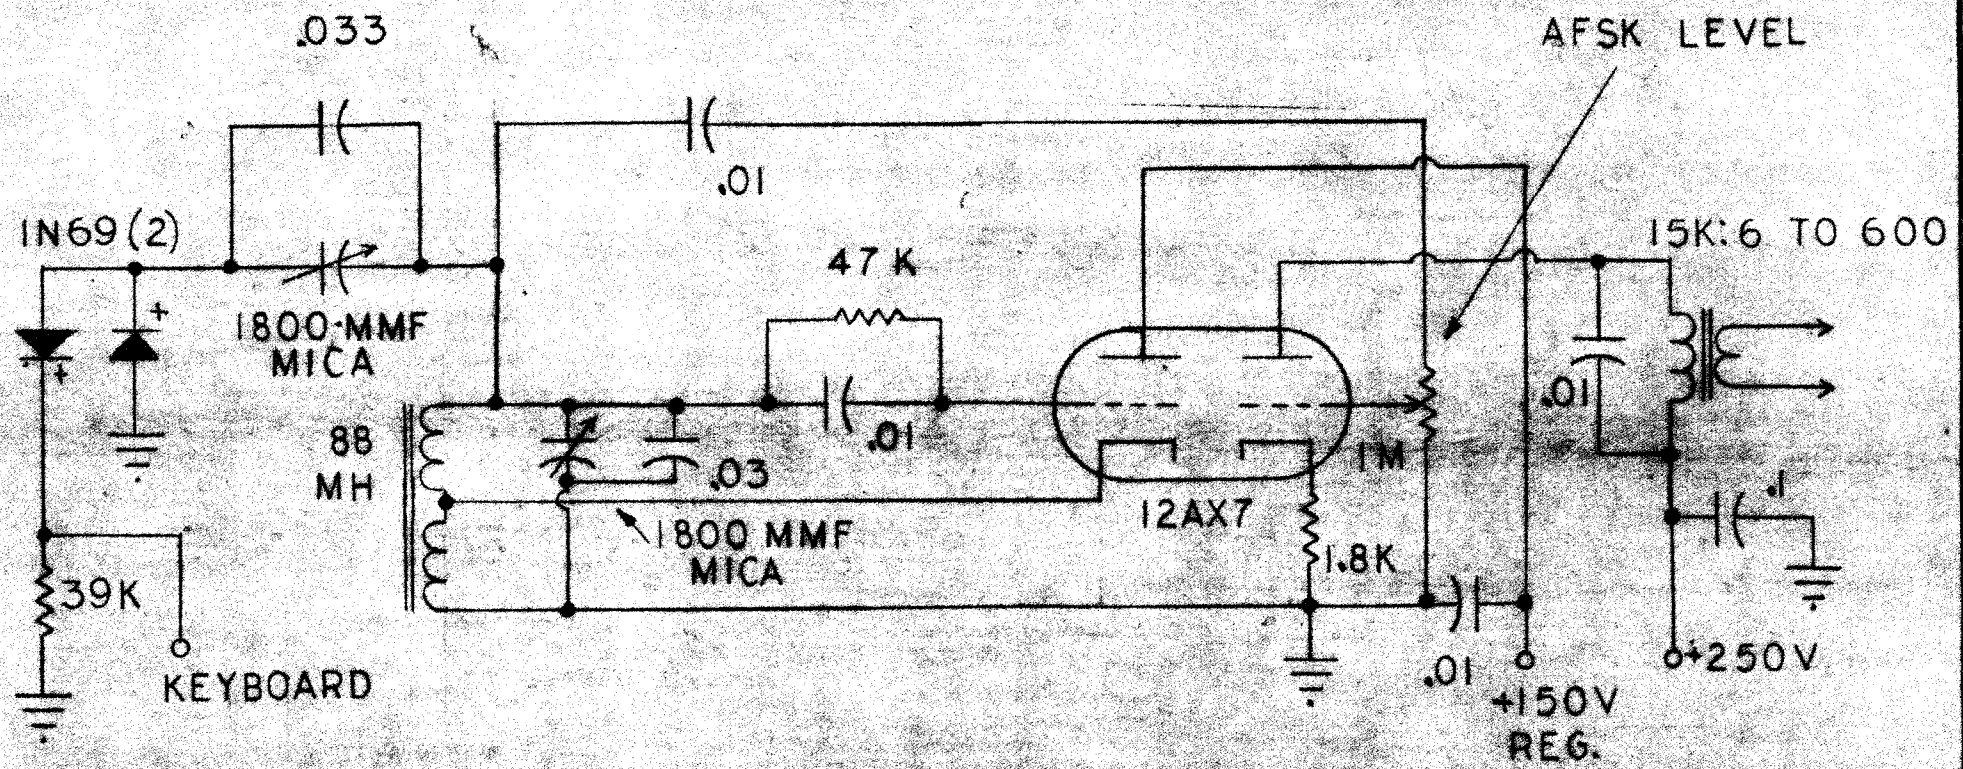 .033
AFSK LEVEL
.01
1N69 (2)
15K:6 TO 600
47 K
1800 MMF
MICA
.01
88
MH
.01
.03
1M
12AX7
.1
1800 MMF
MICA
1.8K
39K
KEYBOARD
.01
+250V
+150V
REG.